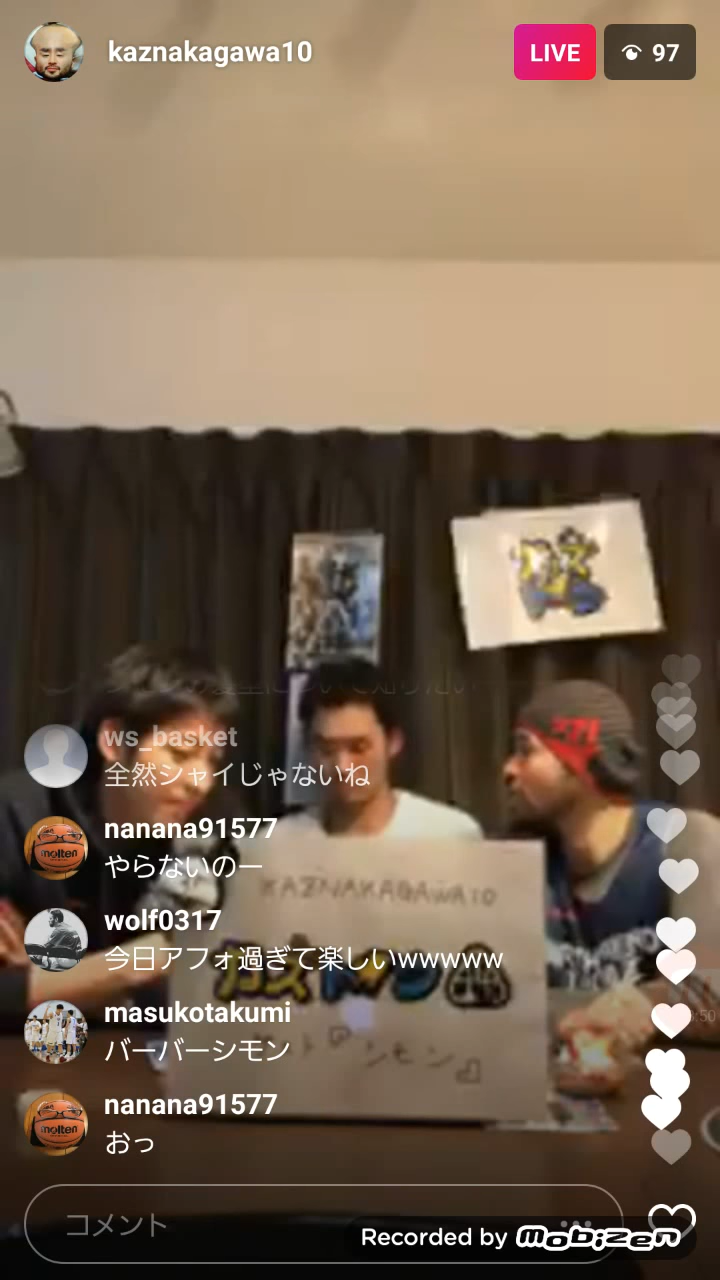 kaznakagawa10
LIVE
97
ws_basket
全然シャイじゃないね
nanana91577
やらないのー
KAZNAKAGAWA10
wolf0317
今日アフォ過ぎて楽しいwwwww
masukotakumi
バーバーシモン
nanana91577
molten
おっ
コメント
Recorded by mobizen